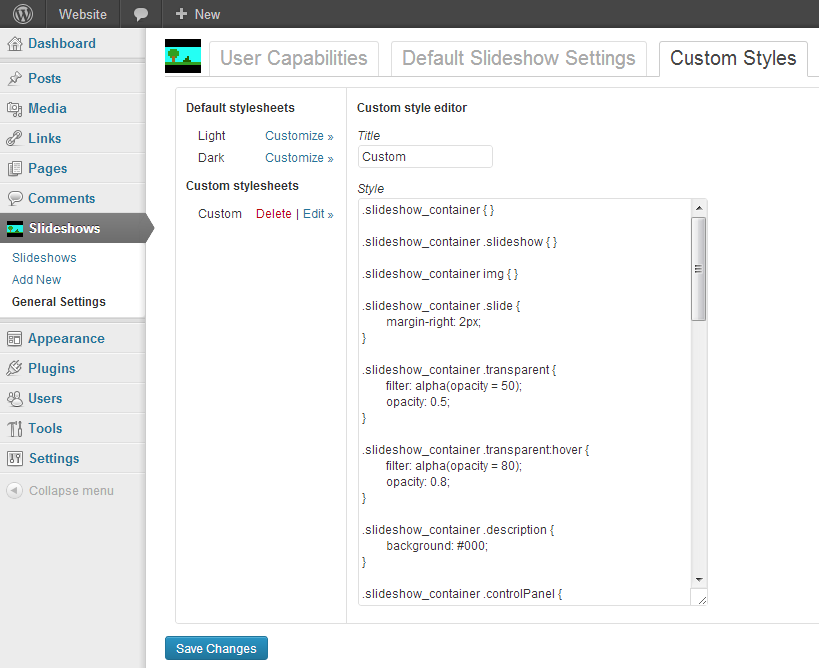 Website
New
Dashboard
Posts
Media
Links
Pages
Comments
Slideshows
Slideshows
Add New
General Settings
Appearance
Plugins
Users
Tools
Settings
Collapse menu
User Capabilities
Default Slideshow Settings
Custom Styles
Default stylesheets
Light Customize »
Dark Customize »
Custom stylesheets
Custom Delete | Edit »
Custom style editor
Title
Custom
Style
.slideshow_container { }
.slideshow_container .slideshow { }
.slideshow_container img { }
.slideshow_container .slide {
margin-right: 2px;
}
.slideshow_container .transparent {
filter: alpha(opacity = 50);
opacity: 0.5;
}
.slideshow_container .transparent:hover {
filter: alpha(opacity = 80);
opacity: 0.8;
}
.slideshow_container .description {
background: #000;
}
.slideshow_container .controlPanel {
Save Changes